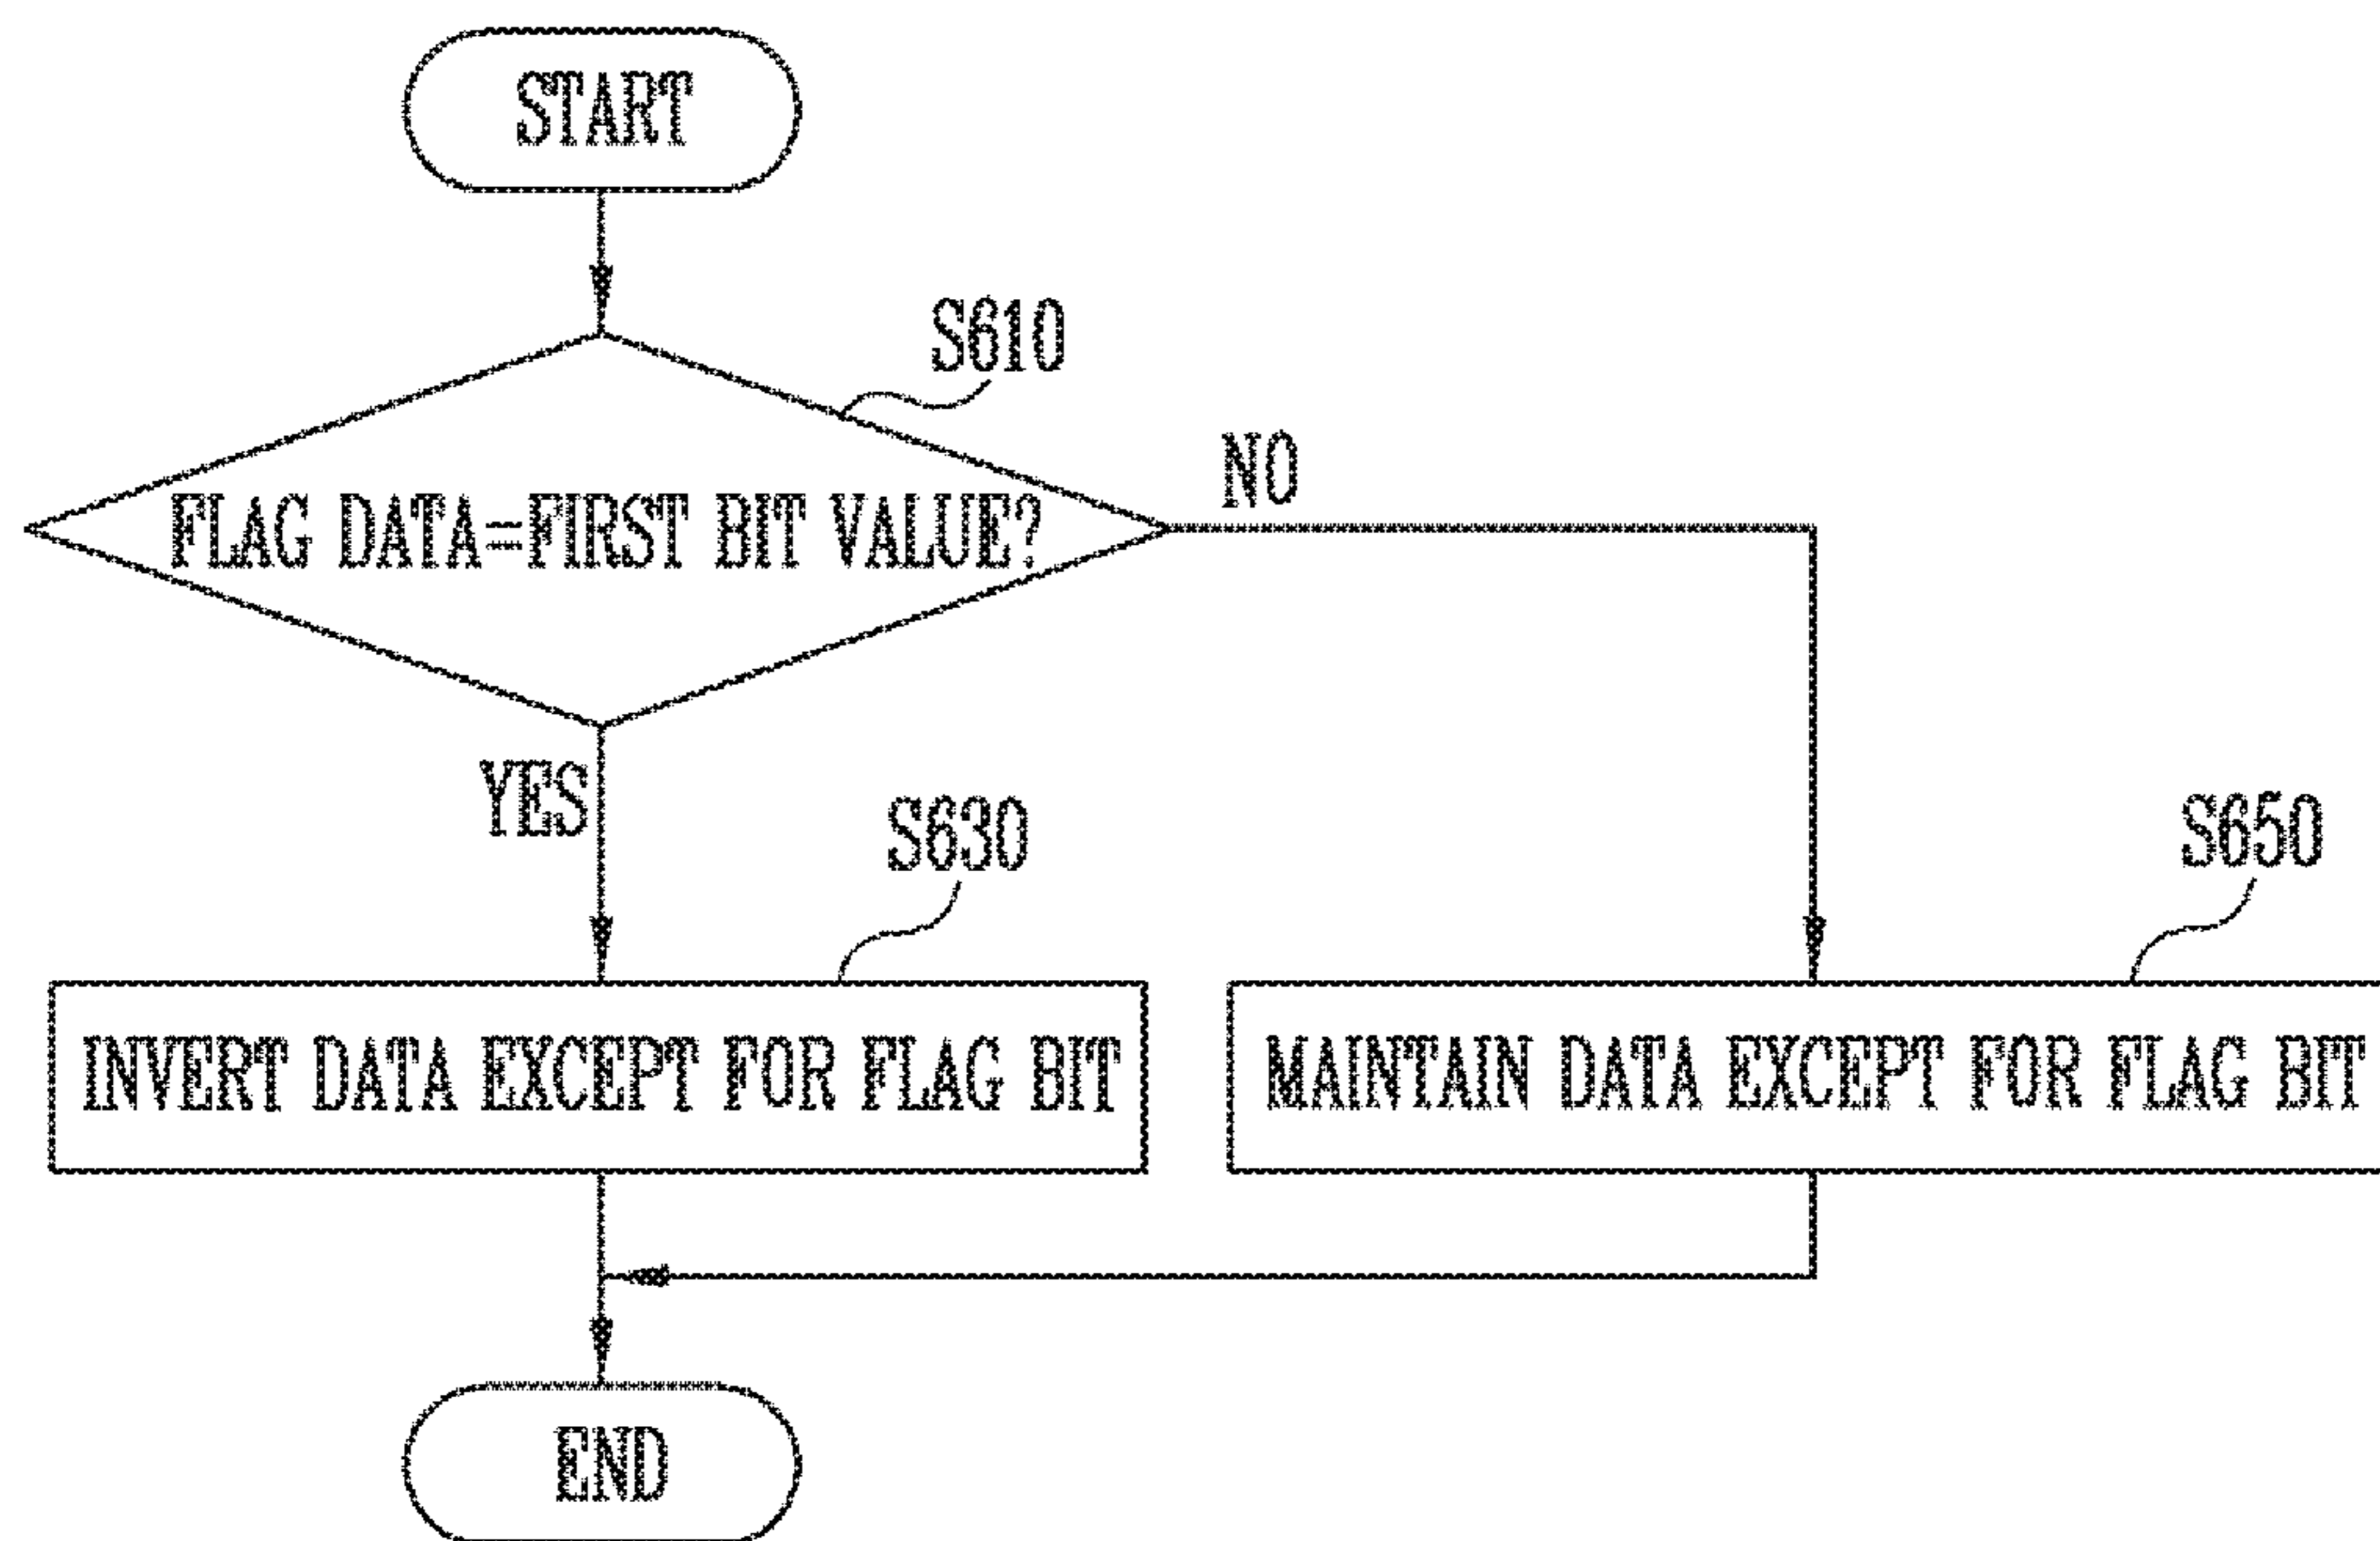 START
S610
NO
FLAG DATA=FIRST BIT VALUE?
YES
S630
S650
INVERT DATA EXCEPT FOR FLAG BIT
MAINTAIN DATA EXCEPT FOR FLAG BIT
END